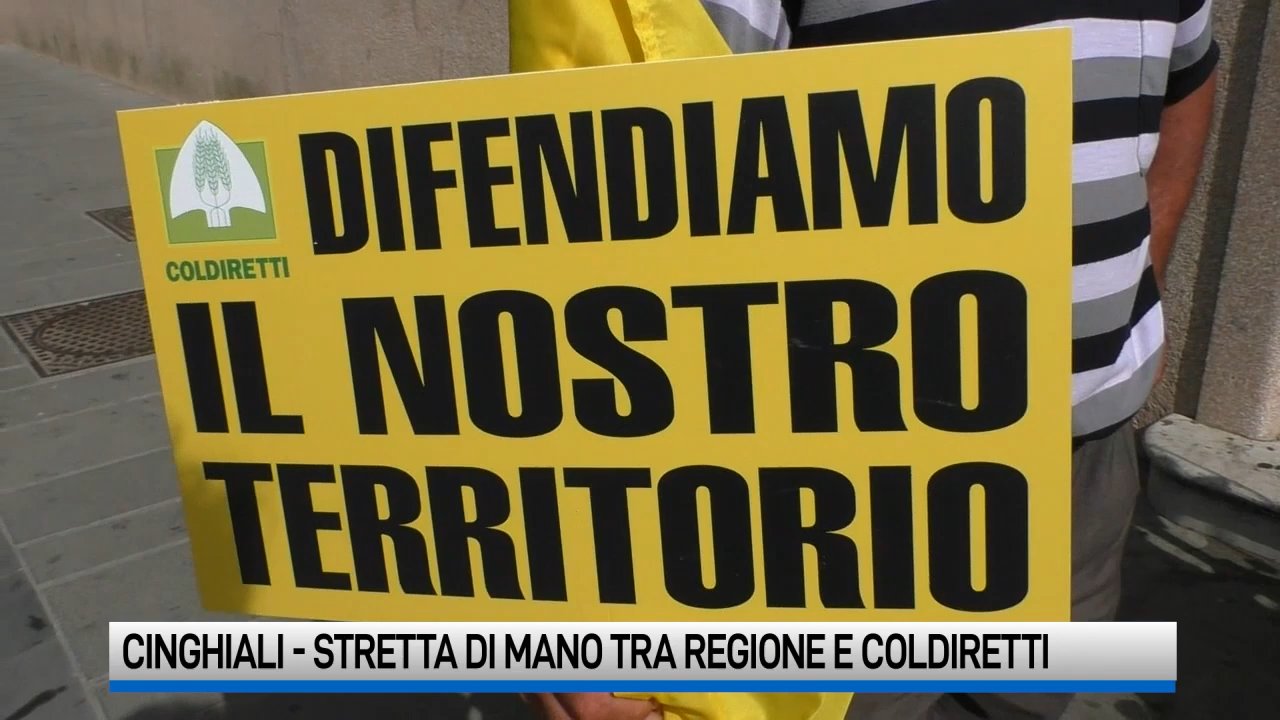 DIFENDIAMO
COLDIRETTI
IL NOSTRO
TERRITORIO
CINGHIALI - STRETTA DI MANO TRA REGIONE E COLDIRETTI